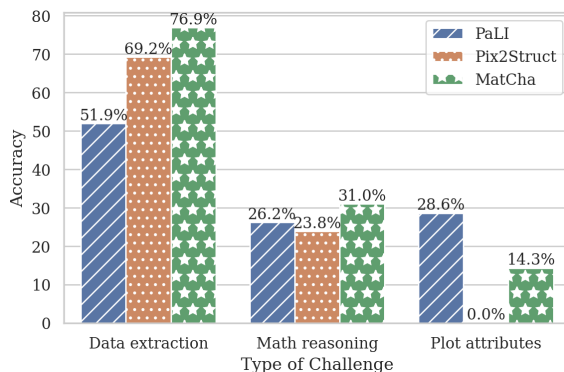 80
70
60
50
40
30
20
10
0
Accuracy
51.9%
69.2%
76.9%
26.2%
23.8%
31.0%
28.6%
0.0%
14.3%
PaLI
Pix2Struct
MatCha
Data extraction
Math reasoning
Plot attributes
Type of Challenge